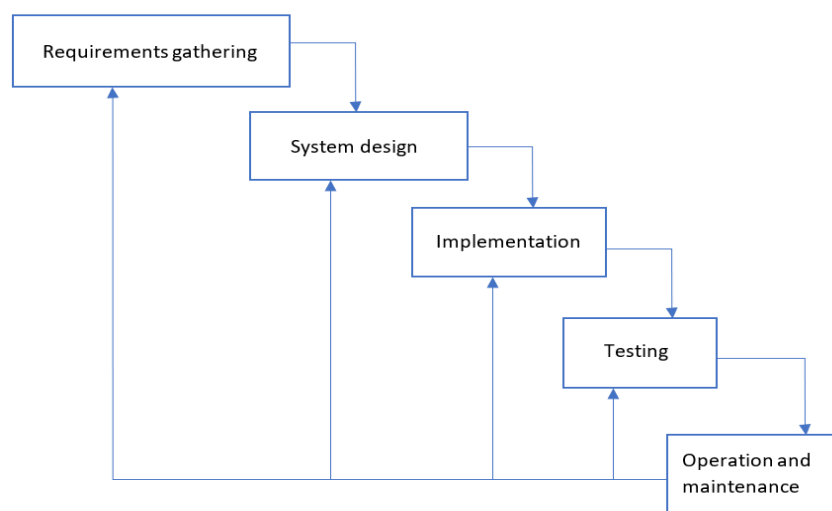 Requirements gathering
System design
Implementation
Testing
Operation and
maintenance